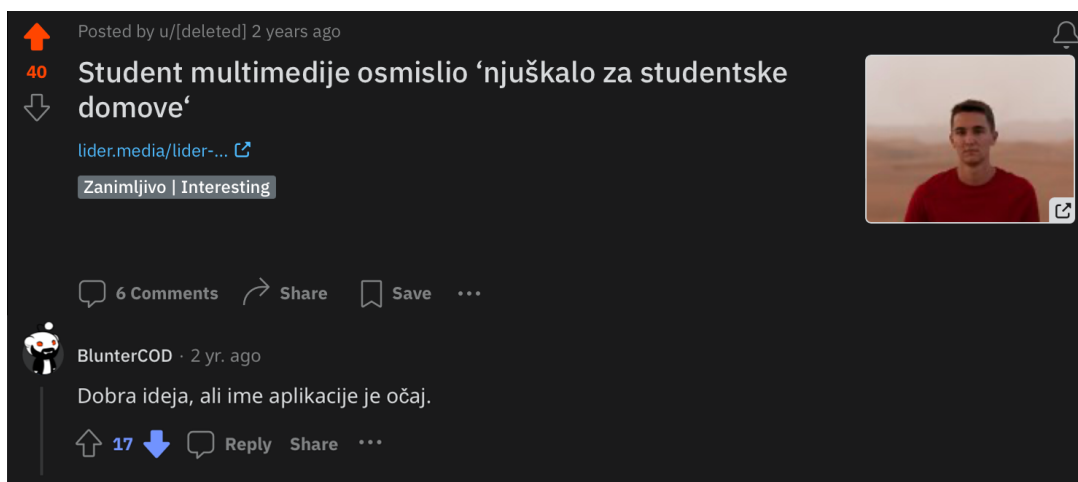 Posted by u/[deleted] 2 years ago
40
Student multimedije osmislio ‘njuškalo za studentske
domove‘
lider.media/lider-...
Zanimljivo | Interesting
6 Comments Share Save
BlunterCOD · 2 yr. ago
Dobra ideja, ali ime aplikacije je očaj.
17 Reply Share